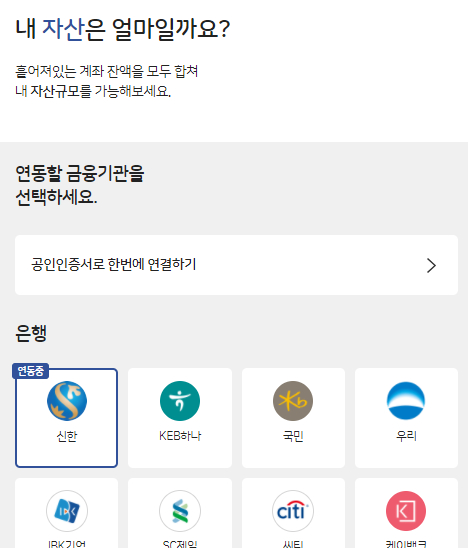 내 자산은 얼마일까요?
흩어져있는 계좌 잔액을 모두 합쳐
내 자산규모를 가늠해보세요.
연동할 금융기관을
선택하세요.
공인인증서로 한번에 연결하기
은행
연동중
신한
KEB하나
국민
우리
citi
IBK기업
SC제일
씨티
케이뱅크